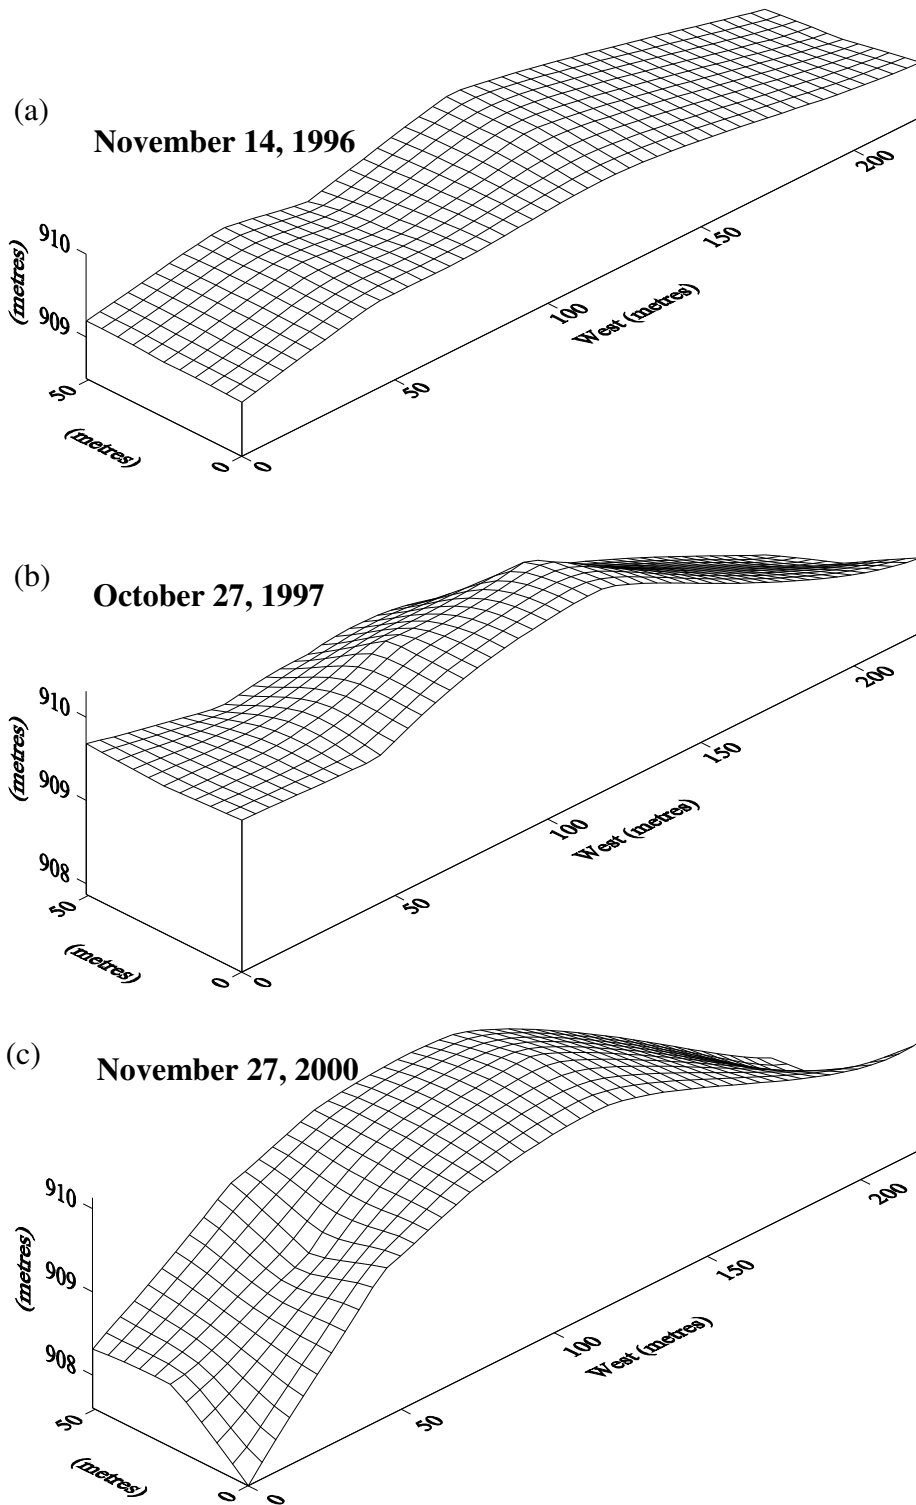 (a)
November 14, 1996
910
909
(metres)
50
(metres)
0
0
50
100
West (metres)
150
200
(b)
October 27, 1997
910
909
908
(metres)
50
(metres)
0
0
50
100
West (metres)
150
200
(c)
November 27, 2000
910
909
908
(metres)
50
(metres)
0
0
50
100
West (metres)
150
200